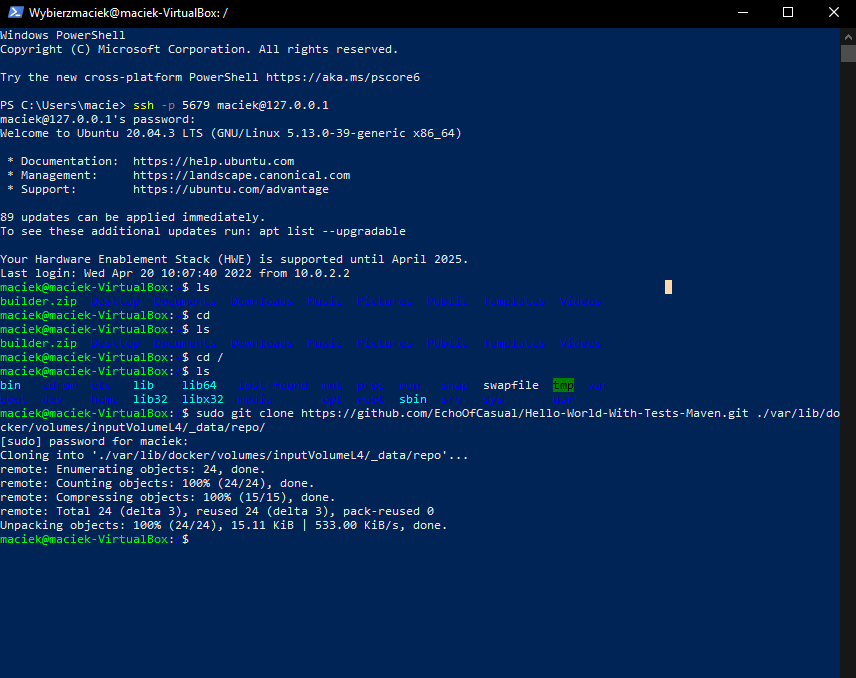 Wybierzmaciek@maciek-VirtualBox: /
Windows PowerShell
Copyright (C) Microsoft Corporation. All rights reserved.
Try the new cross-platform PowerShell https://aka.ms/pscore6
PS C:\Users\macie> ssh -p 5679 maciek@127.0.0.1
maciek@127.0.0.1's password:
Welcome to Ubuntu 20.04.3 LTS (GNU/Linux 5.13.0-39-generic x86_64)
* Documentation:  https://help.ubuntu.com
* Management:     https://landscape.canonical.com
* Support:        https://ubuntu.com/advantage
89 updates can be applied immediately.
To see these additional updates run: apt list --upgradable
Your Hardware Enablement Stack (HWE) is supported until April 2025.
Last login: Wed Apr 20 10:07:40 2022 from 10.0.2.2
maciek@maciek-VirtualBox:~$ ls
builder.zip  Desktop  Documents  Downloads  Music  Pictures  Public  Templates  Videos
maciek@maciek-VirtualBox:~$ cd
maciek@maciek-VirtualBox:~$ ls
builder.zip  Desktop  Documents  Downloads  Music  Pictures  Public  Templates  Videos
maciek@maciek-VirtualBox:~$ cd /
maciek@maciek-VirtualBox:/$ ls
bin   cdrom  etc   lib    lib64   lost+found  mnt  proc  run   snap  swapfile  tmp  var
boot  dev    home  lib32  libx32  media       opt  root  sbin  srv   sys       usr
maciek@maciek-VirtualBox:/$ sudo git clone https://github.com/EchoOfCasual/Hello-World-With-Tests-Maven.git ./var/lib/do
cker/volumes/inputVolumeL4/_data/repo/
[sudo] password for maciek:
Cloning into './var/lib/docker/volumes/inputVolumeL4/_data/repo'...
remote: Enumerating objects: 24, done.
remote: Counting objects: 100% (24/24), done.
remote: Compressing objects: 100% (15/15), done.
remote: Total 24 (delta 3), reused 24 (delta 3), pack-reused 0
Unpacking objects: 100% (24/24), 15.11 KiB | 533.00 KiB/s, done.
maciek@maciek-VirtualBox:/$